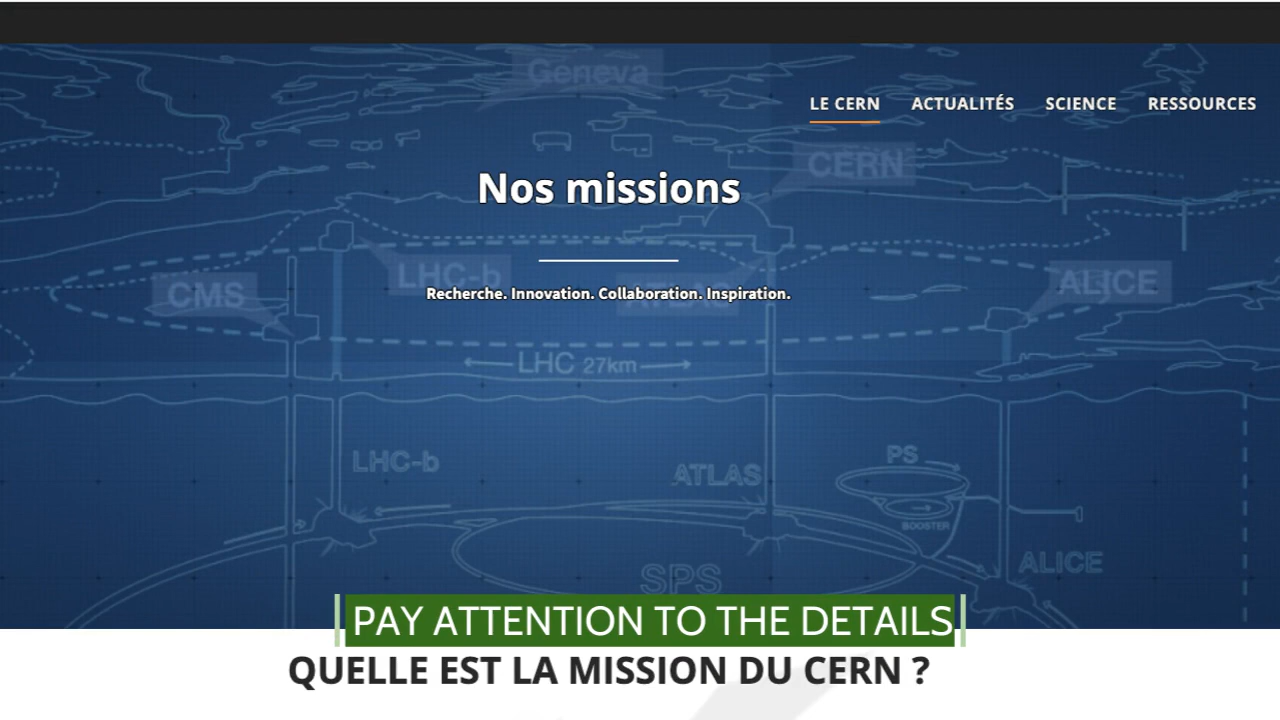 Geneva
LE CERN ACTUALITÉS SCIENCE RESSOURCES
CERN
Nos missions
LHC-b
ALICE
CMS
Recherche. Innovation. Collaboration. Inspiration.
LHC 27km
PS
LHC-b
ATLAS
BOOSTER
ALICE
SPS
PAY ATTENTION TO THE DETAILS
QUELLE EST LA MISSION DU CERN ?